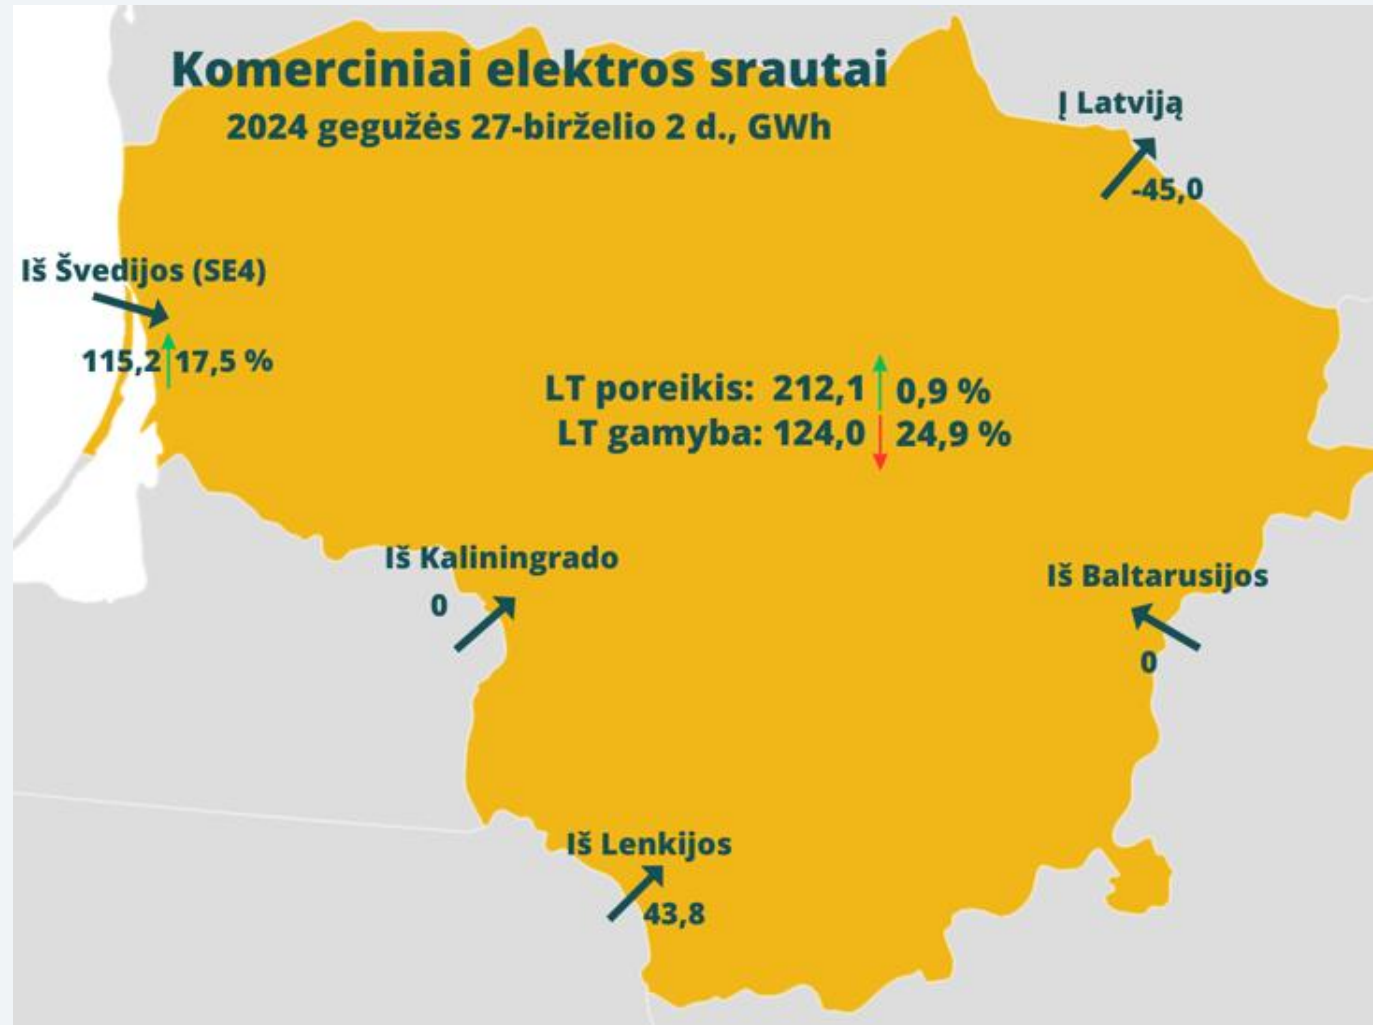 Komerciniai elektros srautai
2024 gegužės 27-birželio 2 d., GWh
Į Latviją
-45,0
Iš Švedijos (SE4)
115,2 17,5 %
LT poreikis: 212,1 0,9 %
LT gamyba: 124,0 24,9 %
Iš Kaliningrado
0
Iš Baltarusijos
0
Iš Lenkijos
43,8